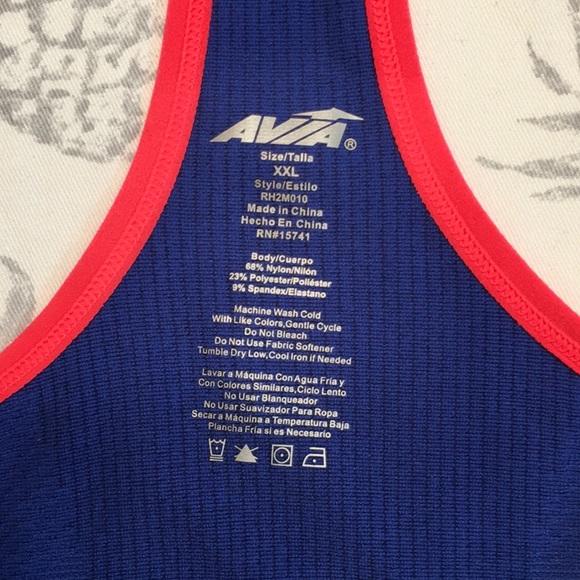 AVIA®
Size/Talla
XXL
Style/Estilo
RH2M010
Made in China
Hecho En China
RN#15741
Body/Cuerpo
68% Nylon/Nilón
23% Polyester/Poliéster
9% Spandex/Elastano
Machine Wash Cold
With Like Colors,Gentle Cycle
Do Not Bleach
Do Not Use Fabric Softener
Tumble Dry Low,Cool Iron if Needed
Lavar a Máquina Con Agua Fría y
Con Colores Similares,Ciclo Lento
No Usar Blanqueador
No Usar Suavizador Para Ropa
Secar a Máquina a Temperatura Baja
Plancha Fría si es Necesario